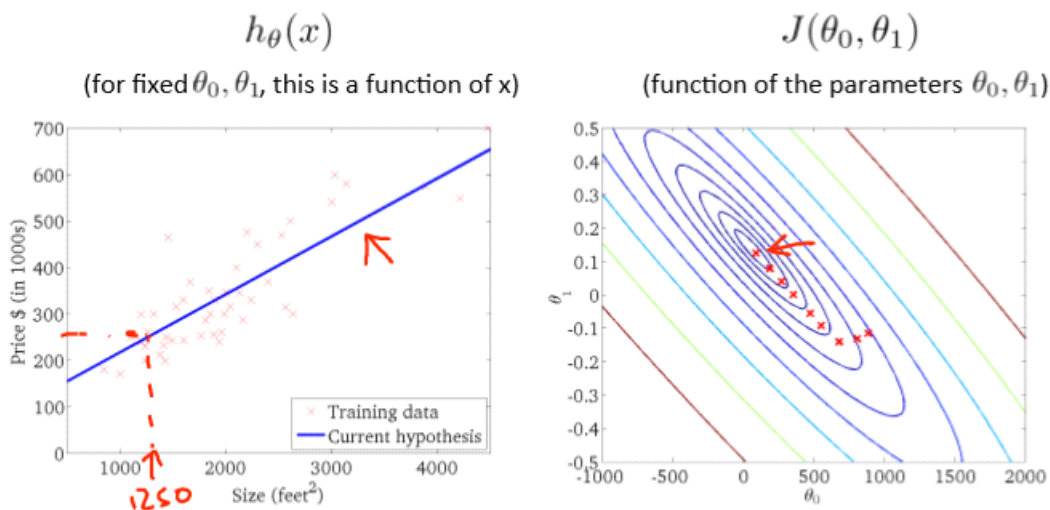 hθ(x)
(for fixed θ0, θ1, this is a function of x)
700
600
500
400
300
200
100
0
Price $ (in 1000s)
Training data
Current hypothesis
1000 2000 3000 4000
1250
Size (feet²)
J(θ0, θ1)
(function of the parameters θ0, θ1)
0.5
0.4
0.3
0.2
0.1
0
-0.1
-0.2
-0.3
-0.4
-0.5
θ1
-1000 -500 0 500 1000 1500 2000
θ0